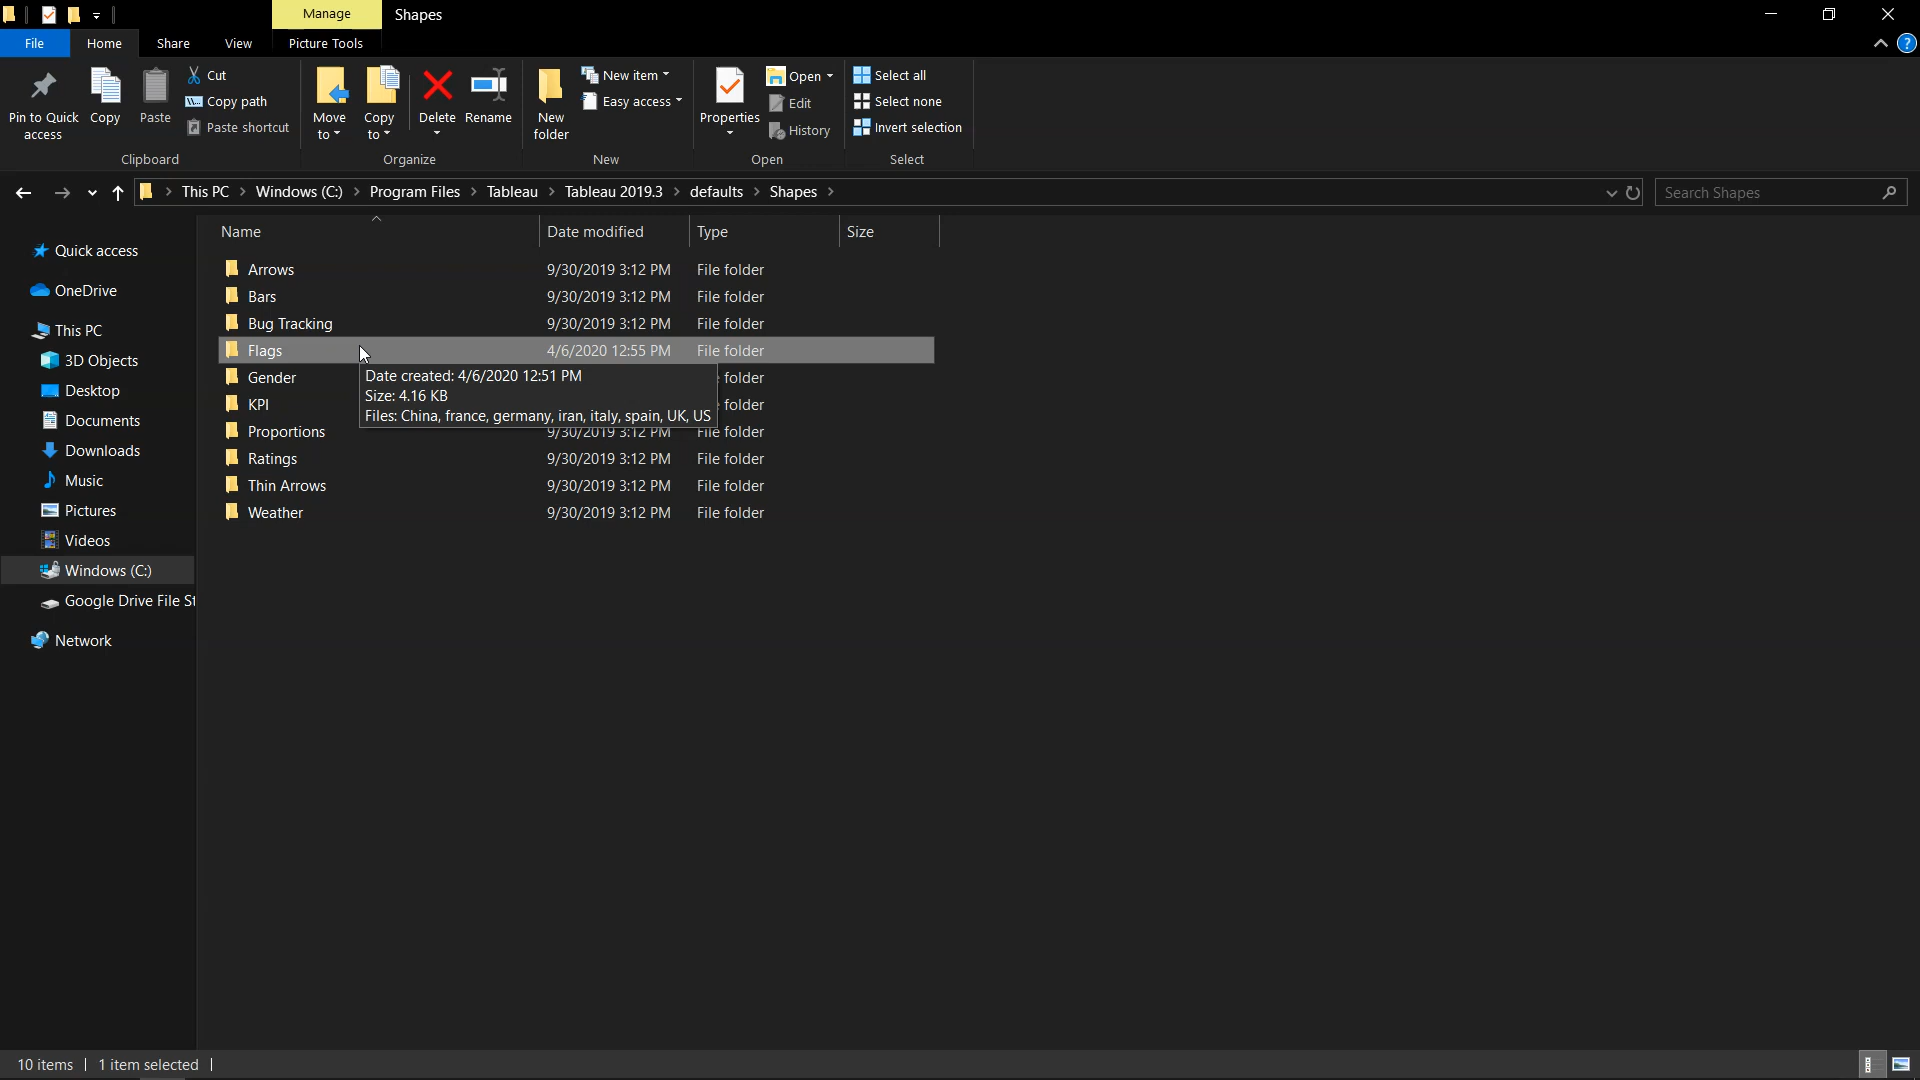 Manage Shapes
File Home Share View Picture Tools
Pin to Quick access Copy Paste
Cut
Copy path
Paste shortcut
Move to Copy to Delete Rename
New folder
New item
Easy access
Properties
Open
Edit
History
Select all
Select none
Invert selection
Clipboard Organize New Open Select
This PC Windows (C:) Program Files Tableau Tableau 2019.3 defaults Shapes Search Shapes
Quick access
OneDrive
This PC
3D Objects
Desktop
Documents
Downloads
Music
Pictures
Videos
Windows (C:)
Google Drive File St
Network
Name Date modified Type Size
Arrows 9/30/2019 3:12 PM File folder
Bars 9/30/2019 3:12 PM File folder
Bug Tracking 9/30/2019 3:12 PM File folder
Flags 4/6/2020 12:55 PM File folder
Gender folder
KPI folder
Proportions 9/30/2019 3:12 PM File folder
Ratings 9/30/2019 3:12 PM File folder
Thin Arrows 9/30/2019 3:12 PM File folder
Weather 9/30/2019 3:12 PM File folder
Date created: 4/6/2020 12:51 PM
Size: 4.16 KB
Files: China, france, germany, iran, italy, spain, UK, US
10 items 1 item selected